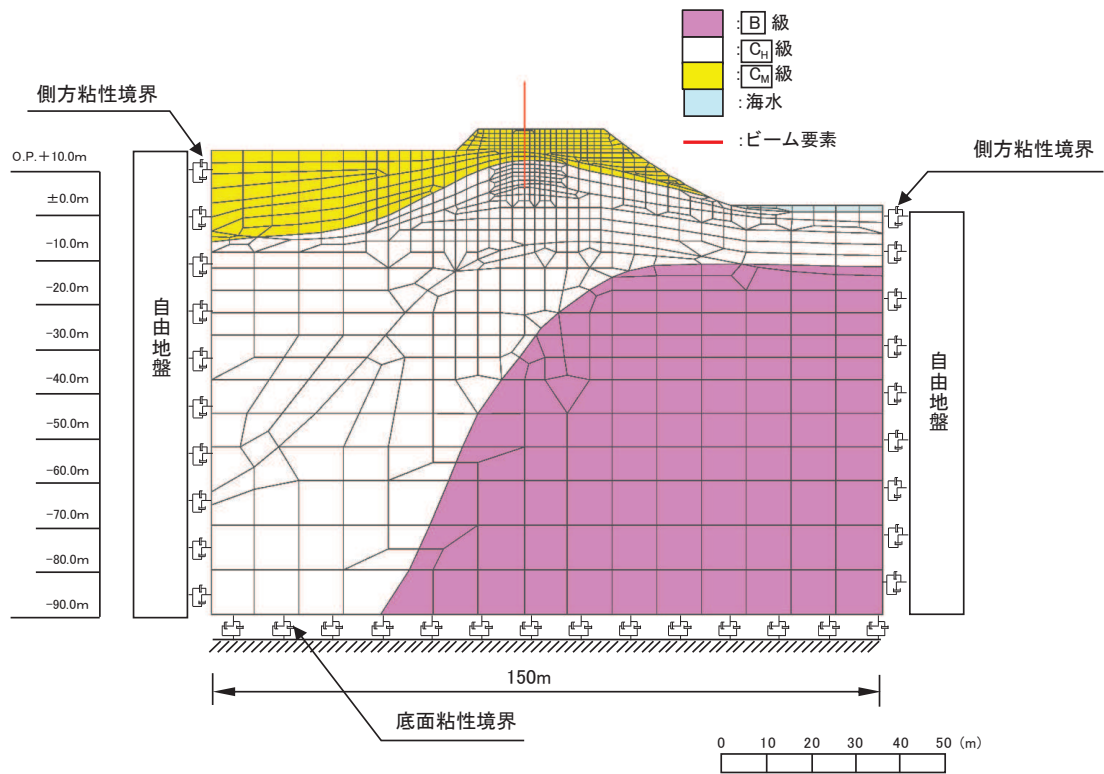 :B 級
:CH級
:CM級
:海水
:ビーム要素
側方粘性境界
側方粘性境界
O.P.+10.0m
±0.0m
-10.0m
-20.0m
-30.0m
-40.0m
-50.0m
-60.0m
-70.0m
-80.0m
-90.0m
自由地盤
自由地盤
150m
底面粘性境界
0 10 20 30 40 50 (m)